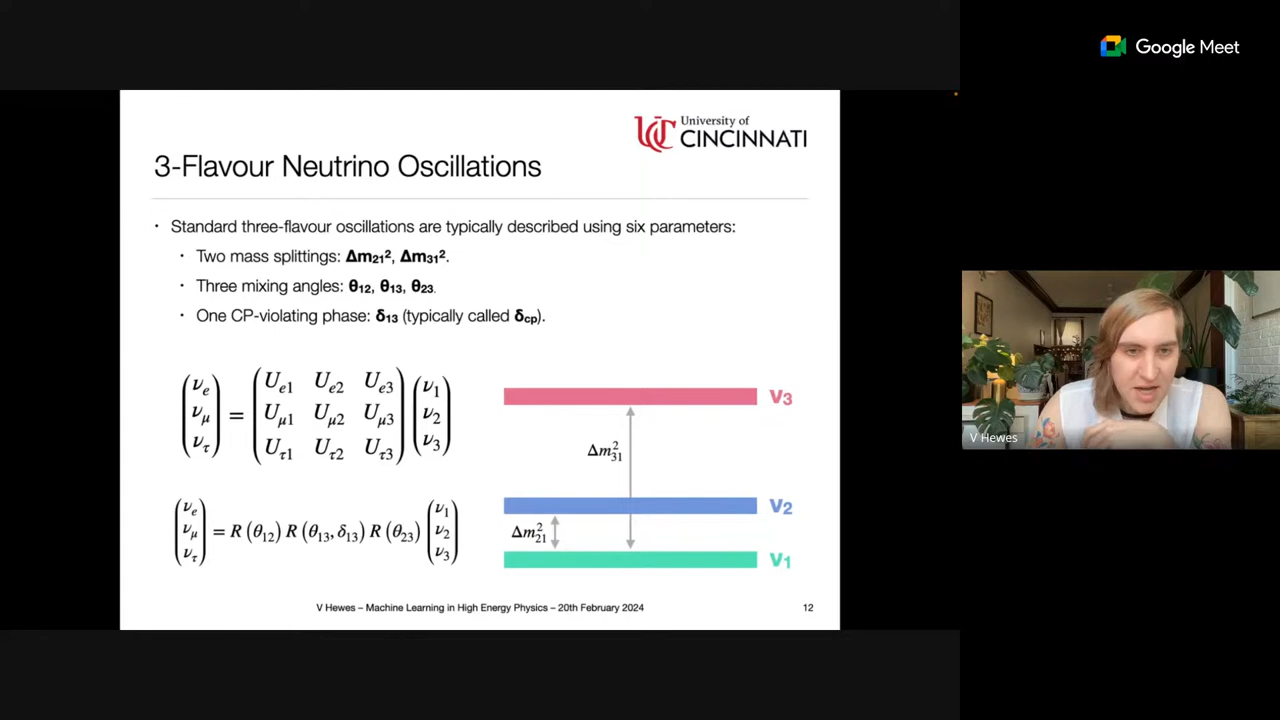 Google Meet
University of
CINCINNATI
3-Flavour Neutrino Oscillations
• Standard three-flavour oscillations are typically described using six parameters:
• Two mass splittings: Δm₂₁², Δm₃₁².
• Three mixing angles: θ₁₂, θ₁₃, θ₂₃.
• One CP-violating phase: δ₁₃ (typically called δcp).
νe Ue1 Ue2 Ue3 ν1
νμ = Uμ1 Uμ2 Uμ3 ν2
ντ Uτ1 Uτ2 Uτ3 ν3
νe ν1
νμ = R (θ₁₂) R (θ₁₃, δ₁₃) R (θ₂₃) ν2
ντ ν3
ν3
Δm²₃₁
ν2
Δm²₂₁
ν1
V Hewes – Machine Learning in High Energy Physics – 20th February 2024
12
V Hewes